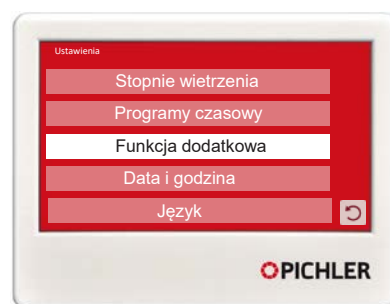 Ustawienia
Stopnie wietrzenia
Programy czasowy
Funkcja dodatkowa
Data i godzina
Język
PICHLER